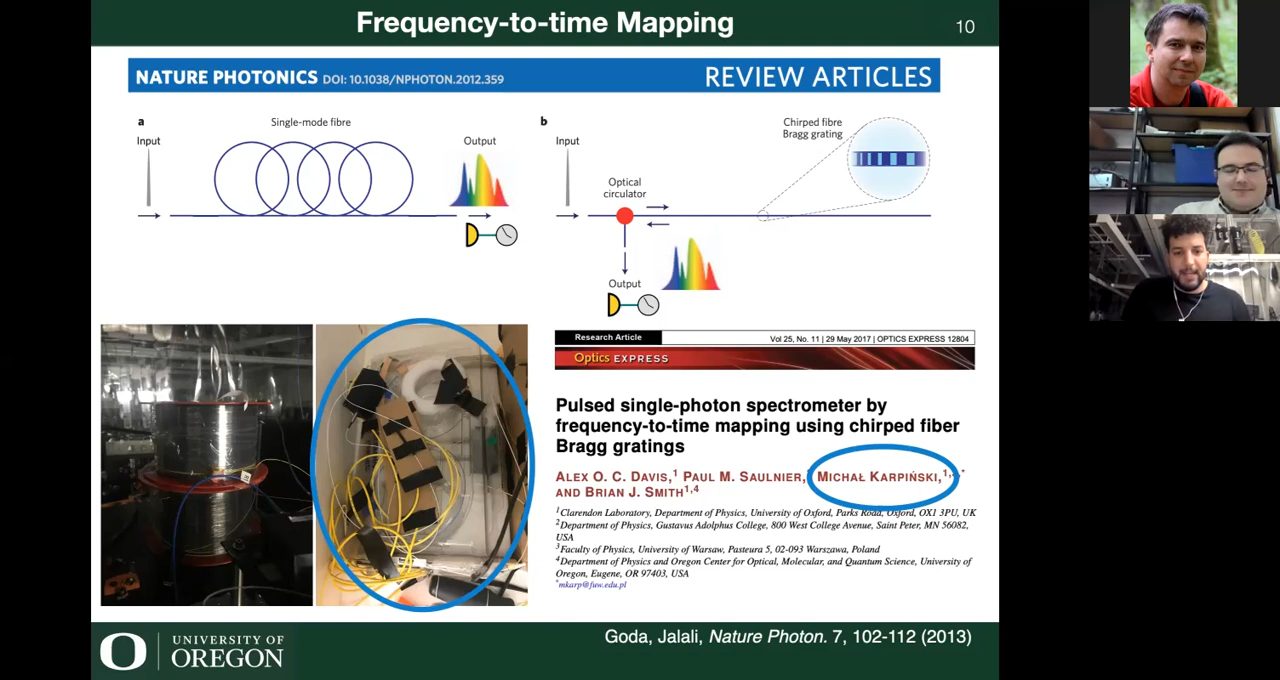 Frequency-to-time Mapping
10
NATURE PHOTONICS DOI: 10.1038/NPHOTON.2012.359
REVIEW ARTICLES
a
Single-mode fibre
Input
Output
b
Input
Optical
circulator
Output
Chirped fibre
Bragg grating
Research Article
Vol 25, No. 11 | 29 May 2017 | OPTICS EXPRESS 12804
Optics EXPRESS
Pulsed single-photon spectrometer by
frequency-to-time mapping using chirped fiber
Bragg gratings
ALEX O. C. DAVIS,1 PAUL M. SAULNIER, MICHAŁ KARPIŃSKI,1, *
AND BRIAN J. SMITH1,4
1Clarendon Laboratory, Department of Physics, University of Oxford, Parks Road, Oxford, OX1 3PU, UK
2Department of Physics, Gustavus Adolphus College, 800 West College Avenue, Saint Peter, MN 56082,
USA
3Faculty of Physics, University of Warsaw, Pasteura 5, 02-093 Warszawa, Poland
4Department of Physics and Oregon Center for Optical, Molecular, and Quantum Science, University of
Oregon, Eugene, OR 97403, USA
*mkarp@fuw.edu.pl
O
UNIVERSITY OF
OREGON
Goda, Jalali, Nature Photon. 7, 102-112 (2013)